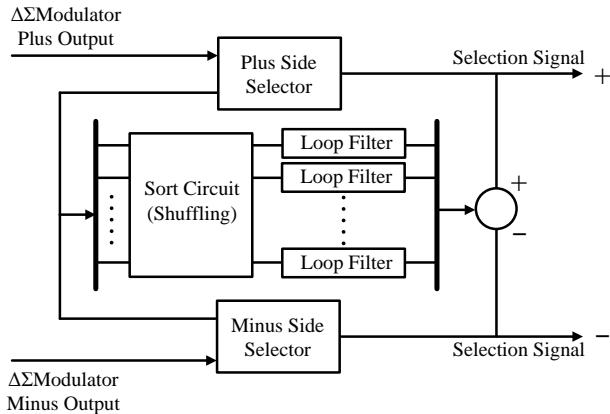 ΔΣModulator
Plus Output
Plus Side
Selector
Selection Signal
+
Sort Circuit
(Shuffling)
Loop Filter
Loop Filter
Loop Filter
+
−
Minus Side
Selector
Selection Signal
−
ΔΣModulator
Minus Output